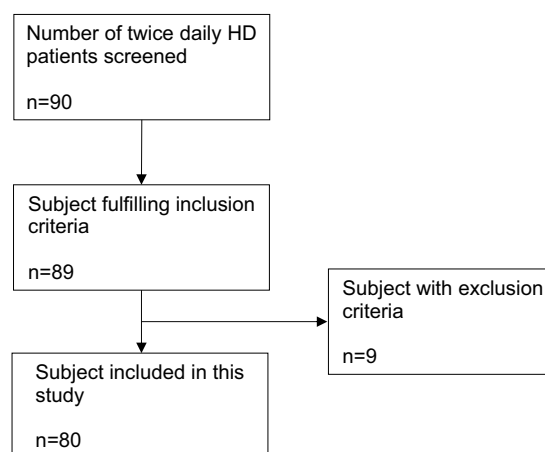 Number of twice daily HD
patients screened
n=90
Subject fulfilling inclusion
criteria
n=89
Subject with exclusion
criteria
n=9
Subject included in this
study
n=80